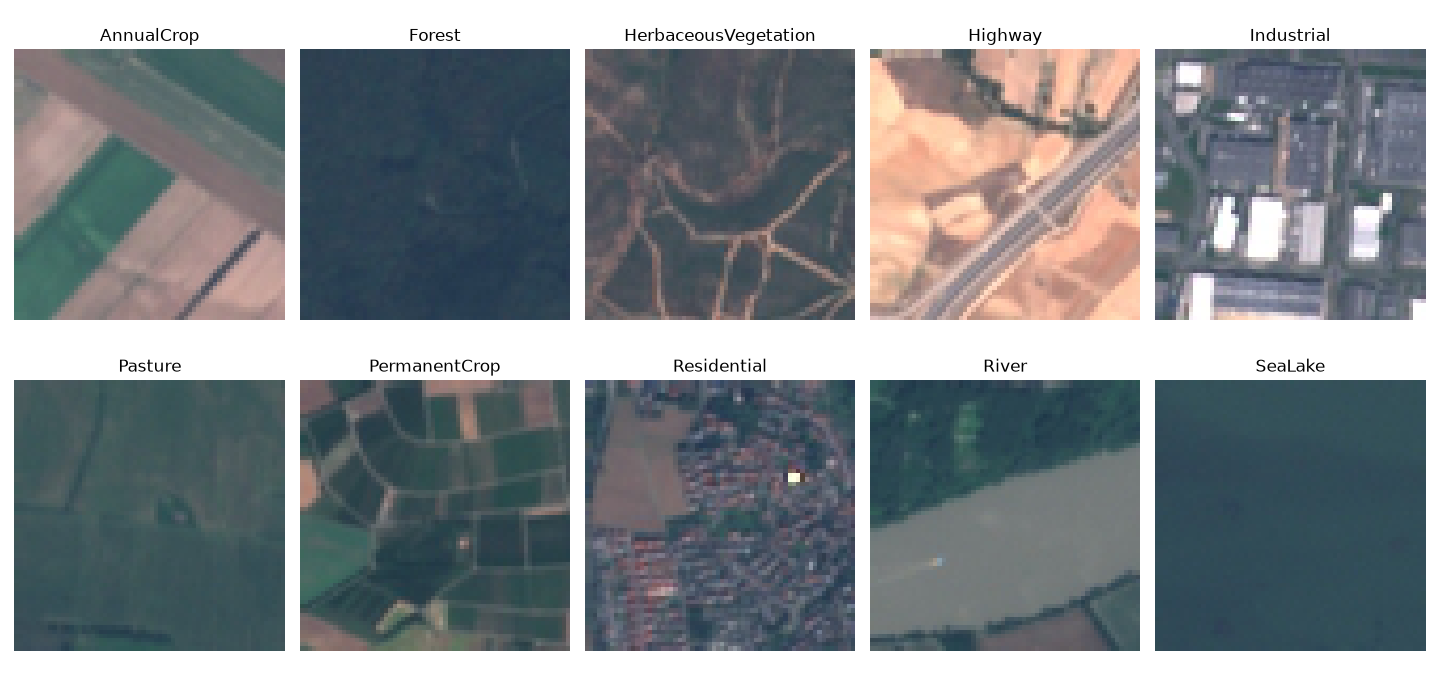 AnnualCrop
Forest
HerbaceousVegetation
Highway
Industrial
Pasture
PermanentCrop
Residential
River
SeaLake